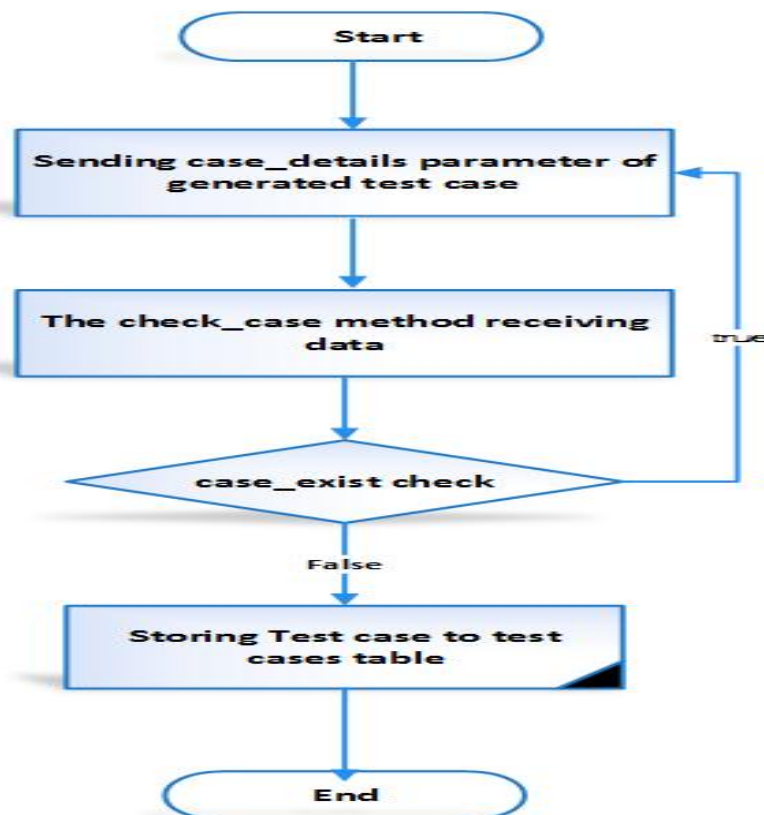 Start
Sending case_details parameter of
generated test case
The check_case method receiving
data
true
case_exist check
False
Storing Test case to test
cases table
End